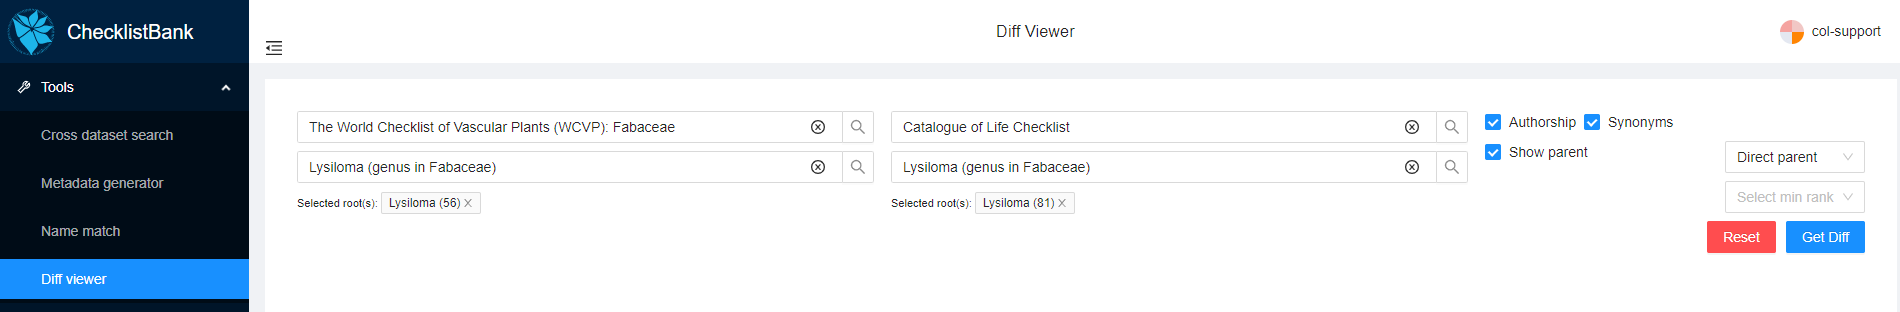 ChecklistBank
Diff Viewer
col-support
Tools
Cross dataset search
Metadata generator
Name match
Diff viewer
The World Checklist of Vascular Plants (WCVP): Fabaceae
Lysiloma (genus in Fabaceae)
Selected root(s): Lysiloma (56)
Catalogue of Life Checklist
Lysiloma (genus in Fabaceae)
Selected root(s): Lysiloma (81)
Authorship Synonyms
Show parent
Direct parent
Select min rank
Reset Get Diff